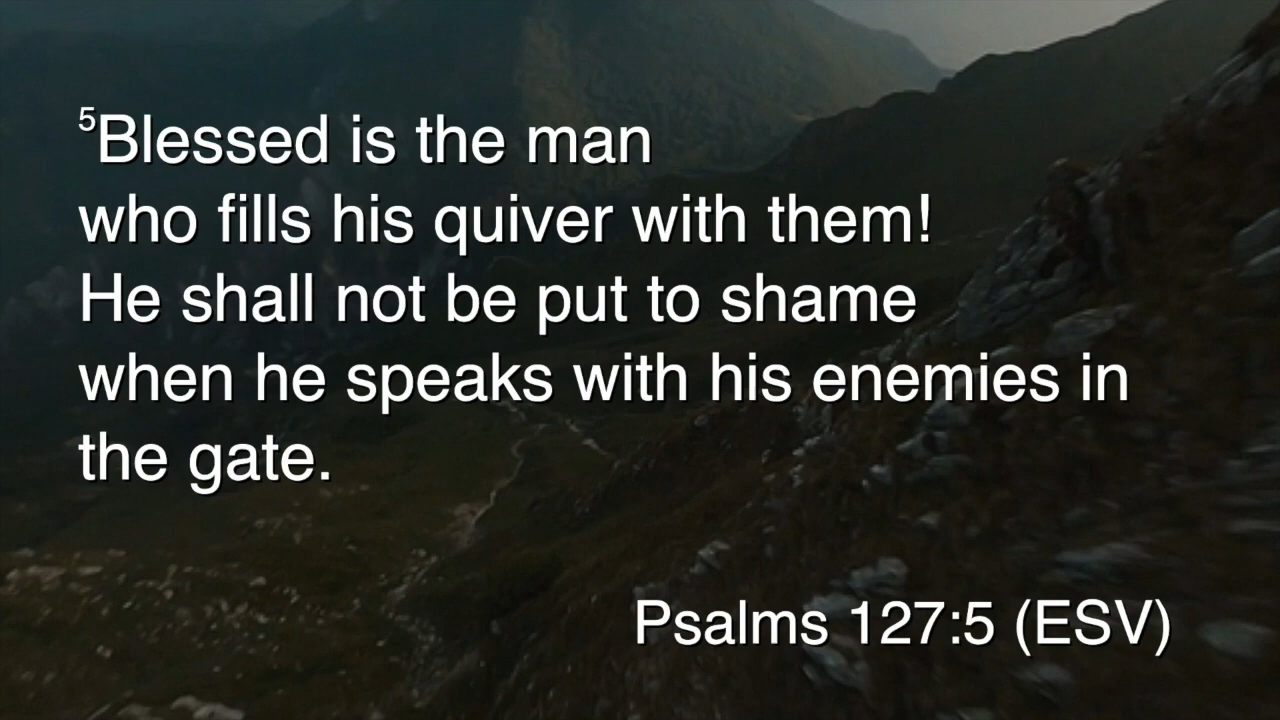 5Blessed is the man
who fills his quiver with them!
He shall not be put to shame
when he speaks with his enemies in
the gate.
Psalms 127:5 (ESV)